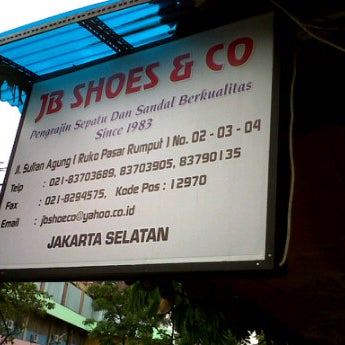 JB SHOES & CO
Pengrajin Sepatu Dan Sandal Berkualitas
Since 1983
Jl. Sultan Agung ( Ruko Pasar Rumput ) No. 02 - 03 - 04
Telp : 021-83703689, 83703905, 83790135
Fax : 021-8294575, Kode Pos : 12970
Email : jbshoeco@yahoo.co.id
JAKARTA SELATAN